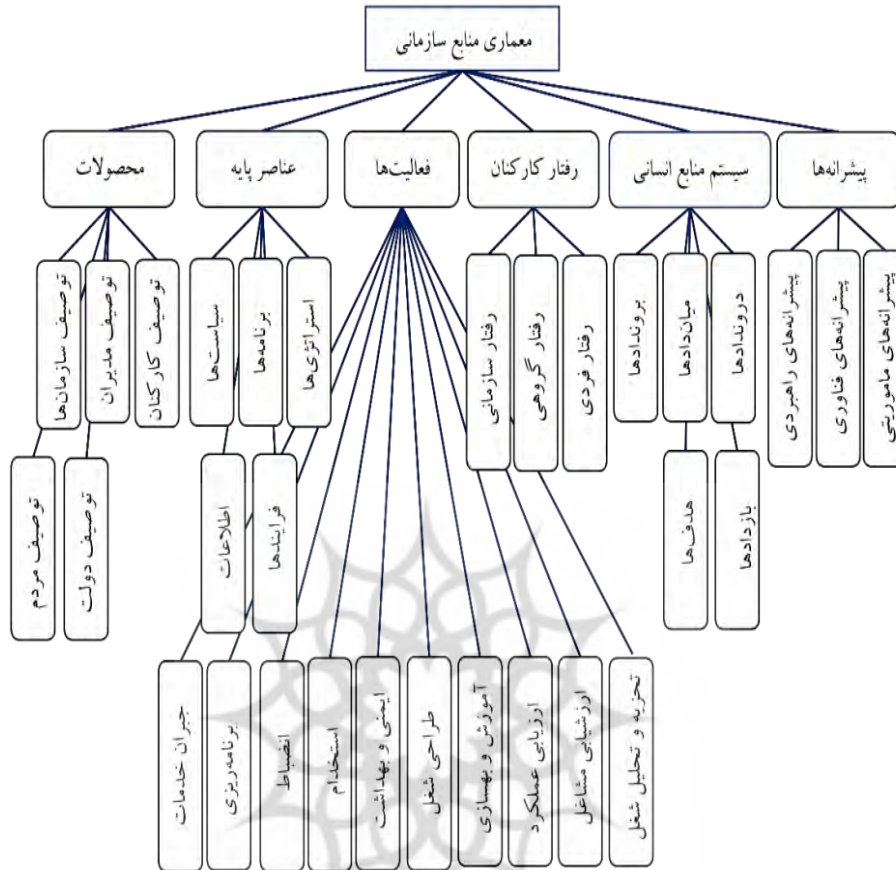 معماری منابع سازمانی
پیشرانه‌ها
سیستم منابع انسانی
رفتار کارکنان
فعالیت‌ها
عناصر پایه
محصولات
پیشرانه‌های ماموریتی
پیشرانه‌های فناوری
پیشرانه‌های راهبردی
دروندادها
میان‌دادها
بروندادها
رفتار فردی
رفتار گروهی
رفتار سازمانی
استراتژی‌ها
برنامه‌ها
سیاست‌ها
توصیف کارکنان
توصیف مدیران
توصیف سازمان‌ها
بازدادها
هدف‌ها
فرایندها
اطلاعات
توصیف دولت
توصیف مردم
تجزیه و تحلیل شغل
ارزشیابی مشاغل
ارزیابی عملکرد
آموزش و بهسازی
طراحی شغل
ایمنی و بهداشت
استخدام
انضباط
برنامه‌ریزی
جبران خدمات